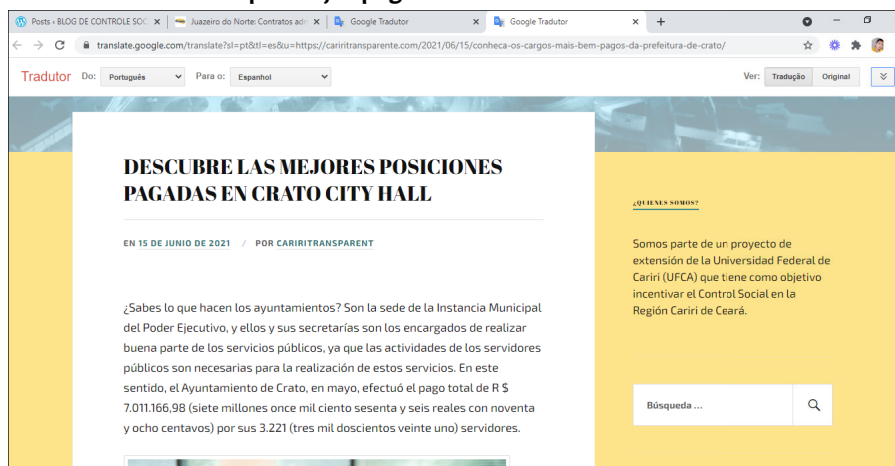 Posts ‹ BLOG DE CONTROLE SOC
Juazeiro do Norte: Contratos adm
Google Tradutor
Google Tradutor
translate.google.com/translate?sl=pt&tl=es&u=https://cariritransparente.com/2021/06/15/conheca-os-cargos-mais-bem-pagos-da-prefeitura-de-crato/
Tradutor Do: Português Para o: Espanhol Ver: Tradução Original
DESCUBRE LAS MEJORES POSICIONES
PAGADAS EN CRATO CITY HALL
EN 15 DE JUNIO DE 2021 / POR CARIRITRANSPARENT
¿Sabes lo que hacen los ayuntamientos? Son la sede de la Instancia Municipal
del Poder Ejecutivo, y ellos y sus secretarías son los encargados de realizar
buena parte de los servicios públicos, ya que las actividades de los servidores
públicos son necesarias para la realización de estos servicios. En este
sentido, el Ayuntamiento de Crato, en mayo, efectuó el pago total de R $
7.011.166,98 (siete millones once mil ciento sesenta y seis reales con noventa
y ocho centavos) por sus 3.221 (tres mil doscientos veinte uno) servidores.
¿QUIENES SOMOS?
Somos parte de un proyecto de
extensión de la Universidad Federal de
Cariri (UFCA) que tiene como objetivo
incentivar el Control Social en la
Región Cariri de Ceará.
Búsqueda ...